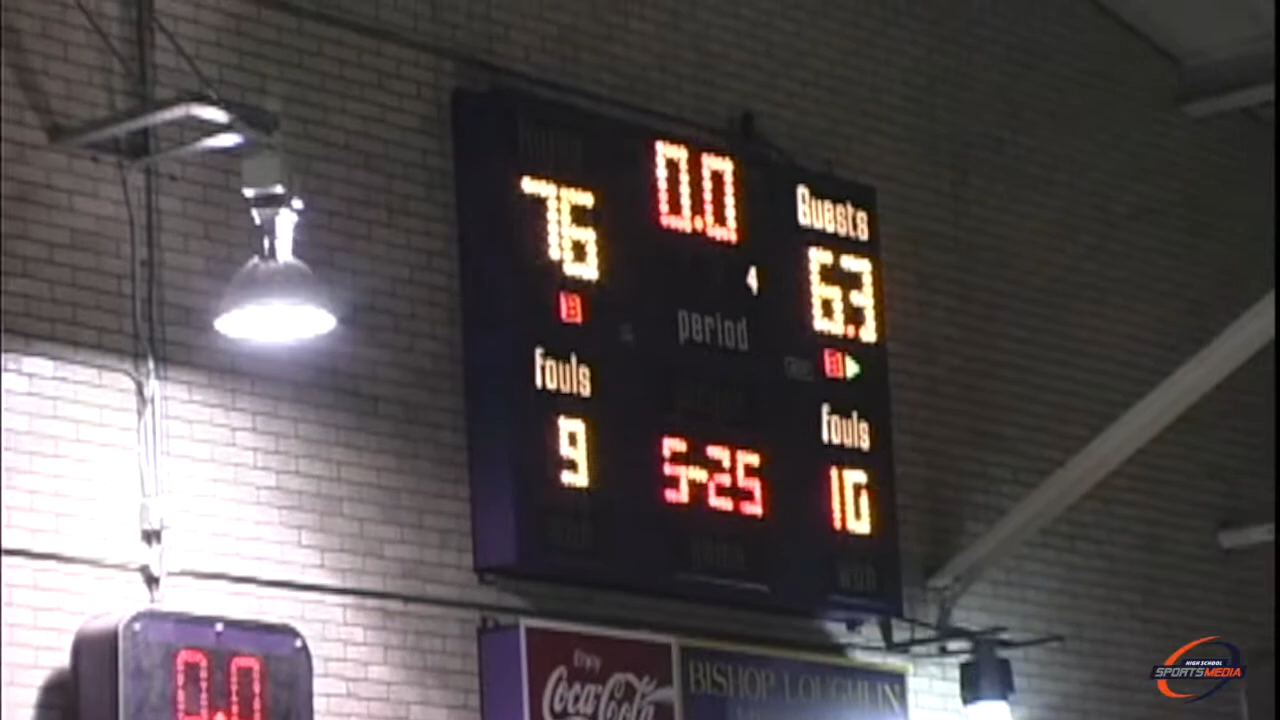 0.0
Guests
76
63
4
B
period
B
fouls
fouls
9
5-25
10
0.0
Enjoy
Coca-Cola
BISHOP LOUGHLIN
HIGH SCHOOL
SPORTSMEDIA